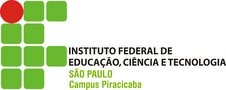 INSTITUTO FEDERAL DE
EDUCAÇÃO, CIÊNCIA E TECNOLOGIA
SÃO PAULO
Campus Piracicaba